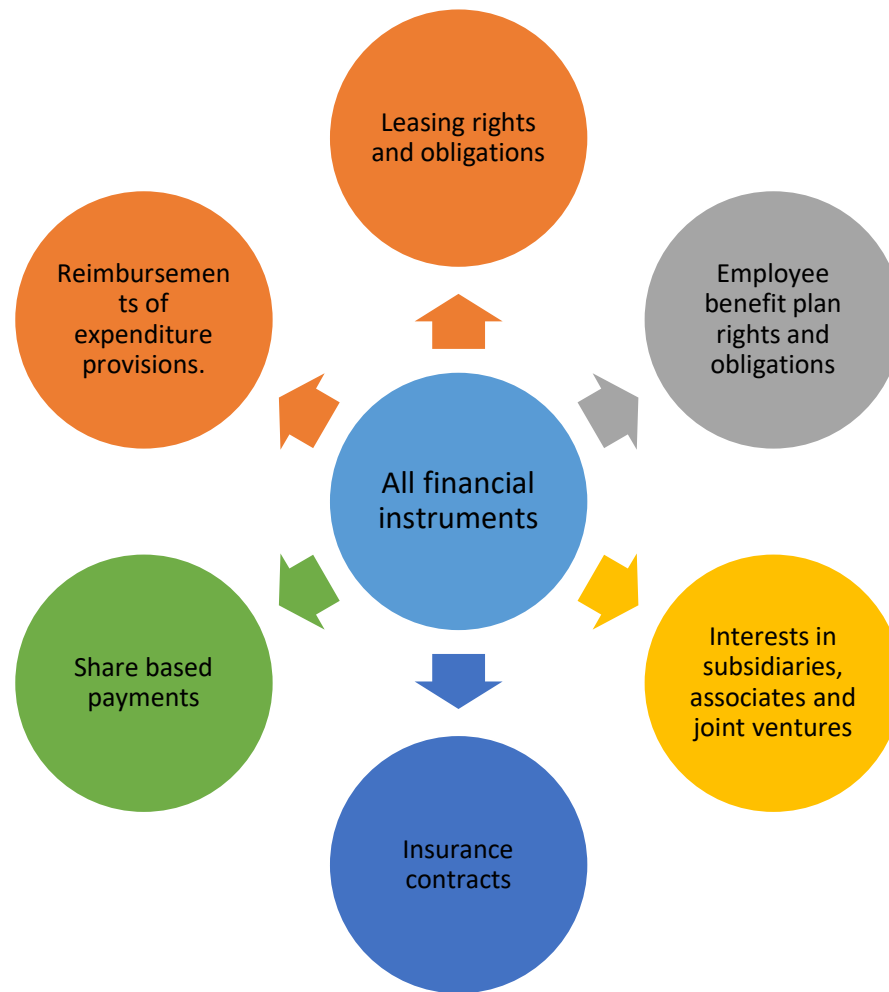 Leasing rights
and obligations
Employee
benefit plan
rights and
obligations
Interests in
subsidiaries,
associates and
joint ventures
Insurance
contracts
Share based
payments
Reimbursemen
ts of
expenditure
provisions.
All financial
instruments